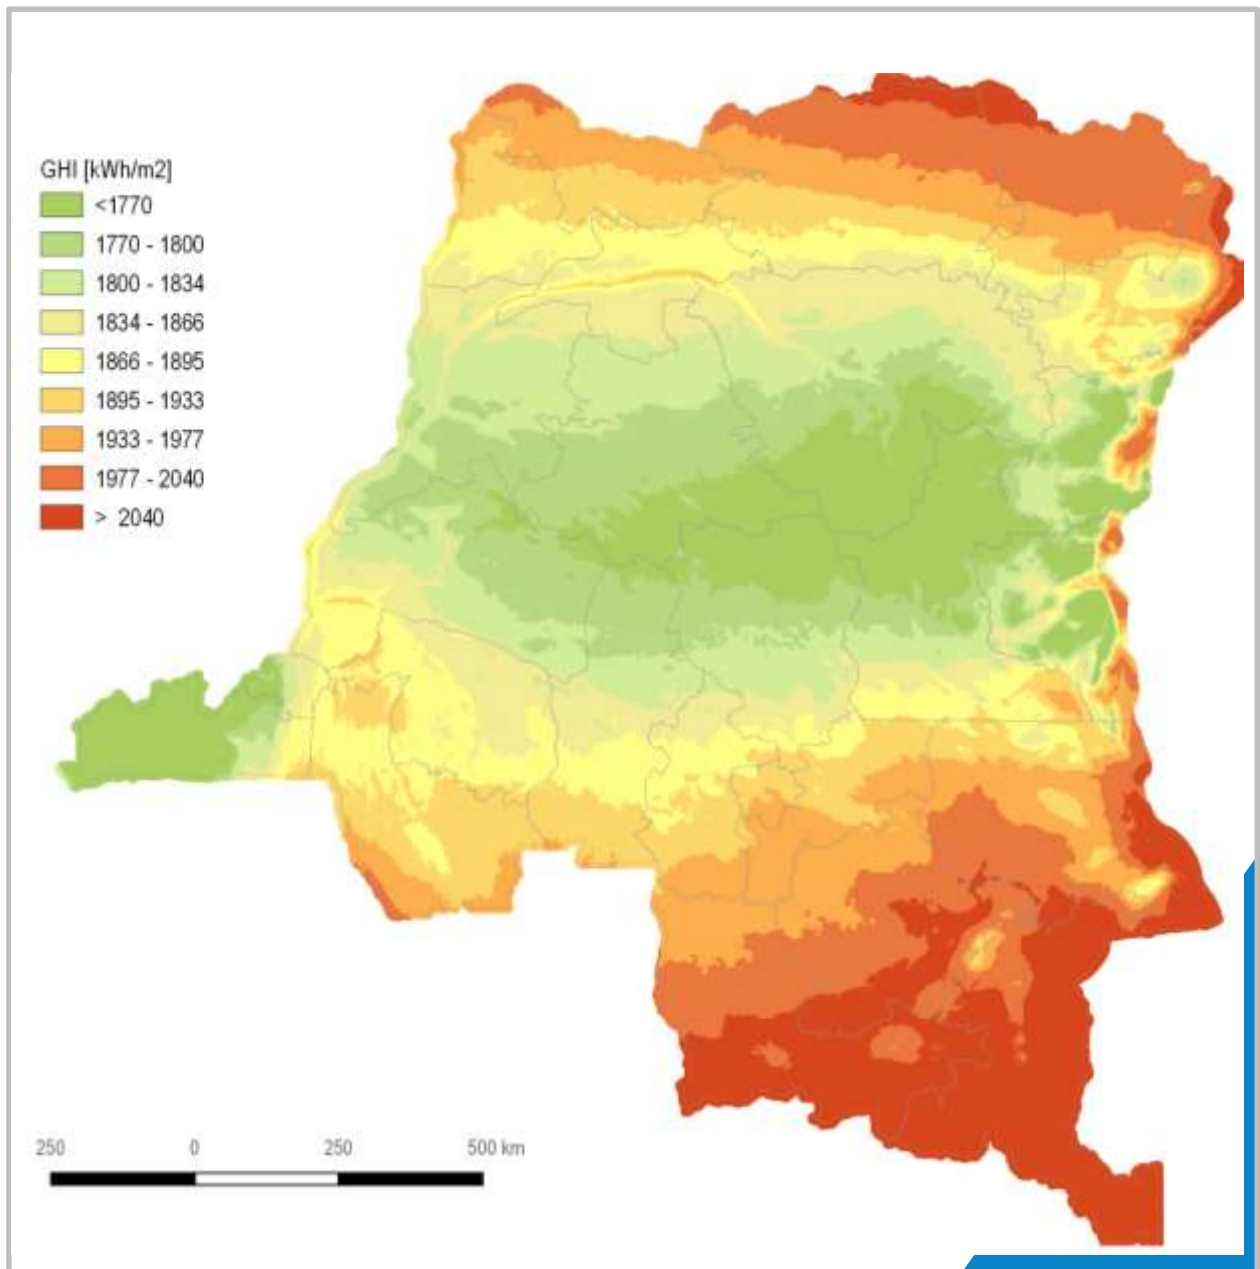 GHI [kWh/m2]
<1770
1770 - 1800
1800 - 1834
1834 - 1866
1866 - 1895
1895 - 1933
1933 - 1977
1977 - 2040
> 2040
250 0 250 500 km